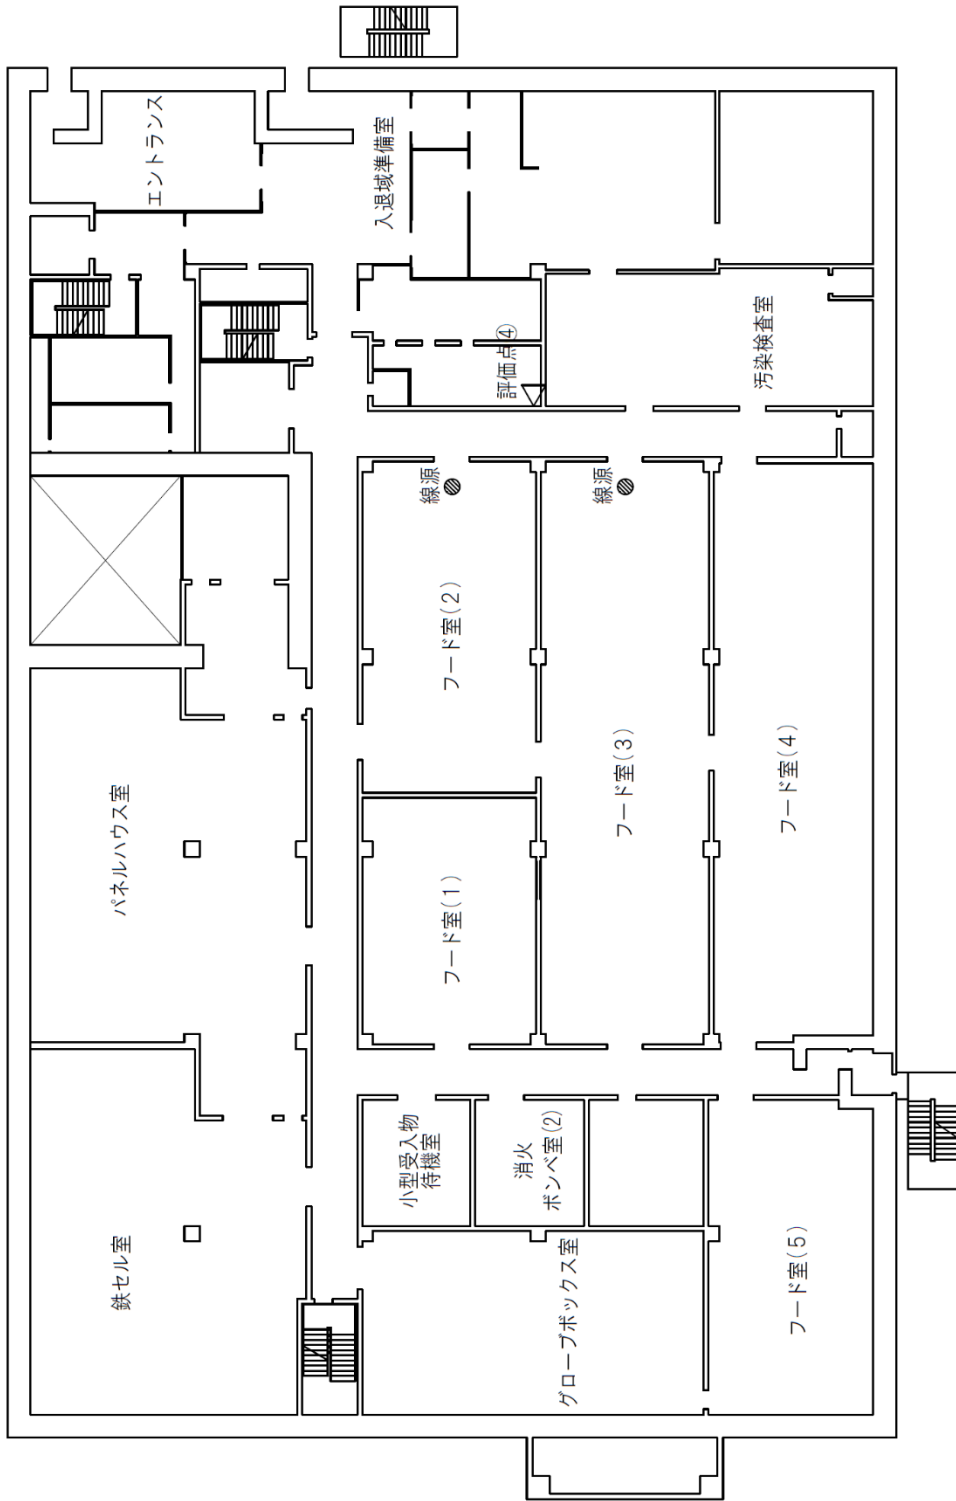 エントランス
入退域準備室
評価点④
汚染検査室
線源
線源
フード室(2)
フード室(3)
フード室(4)
パネルハウス室
フード室(1)
小型受入物
待機室
消火
ボンベ室(2)
鉄セル室
グローブボックス室
フード室(5)